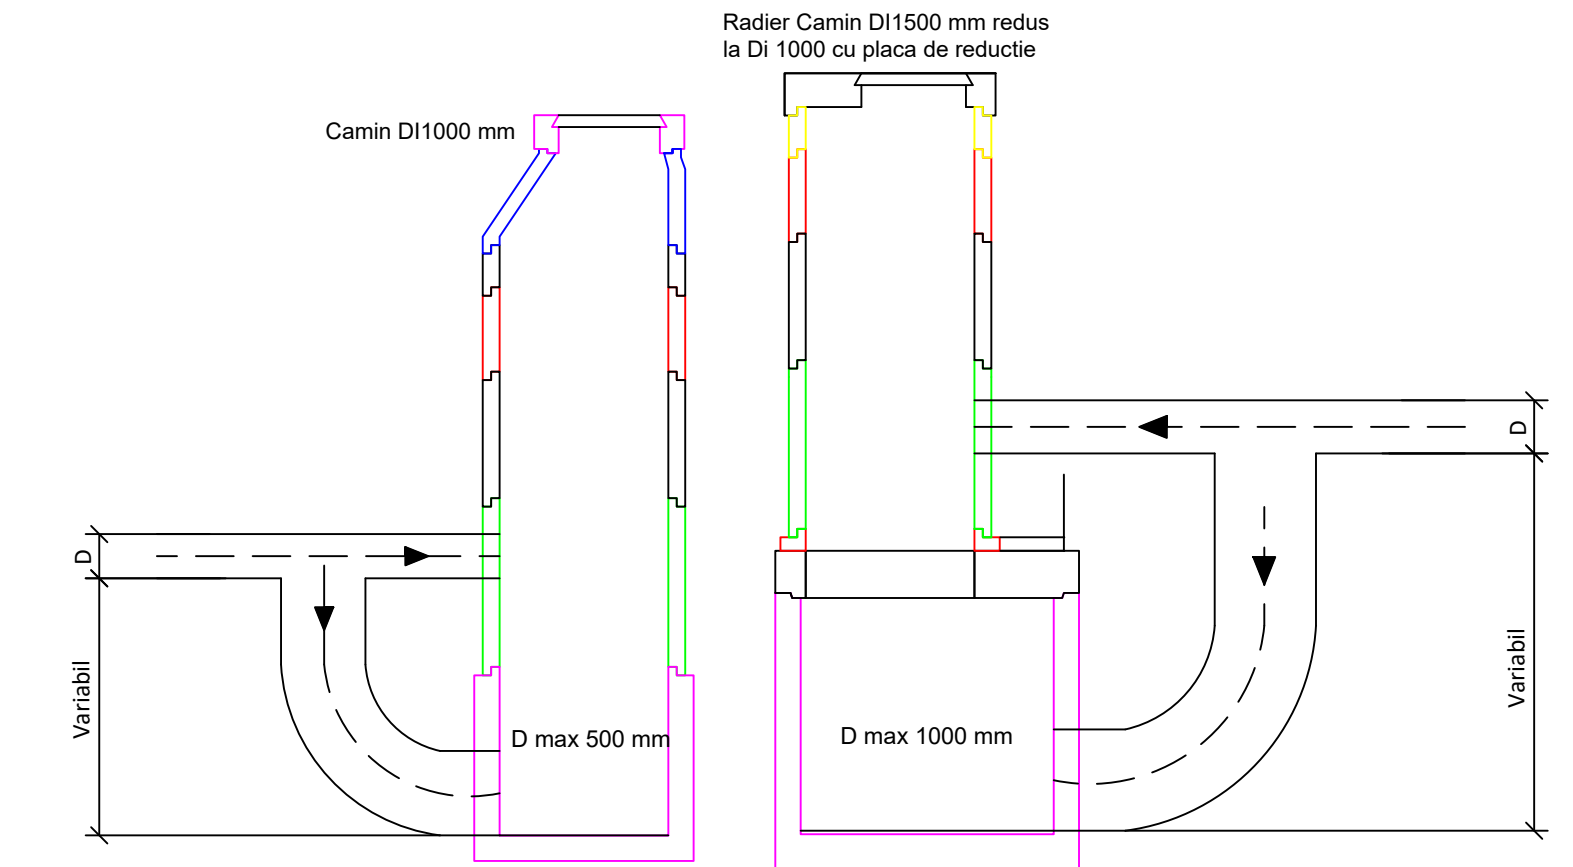 Radier Camin DI1500 mm redus
la Di 1000 cu placa de reductie
Camin DI1000 mm
D
D
Variabil
Variabil
D max 500 mm
D max 1000 mm